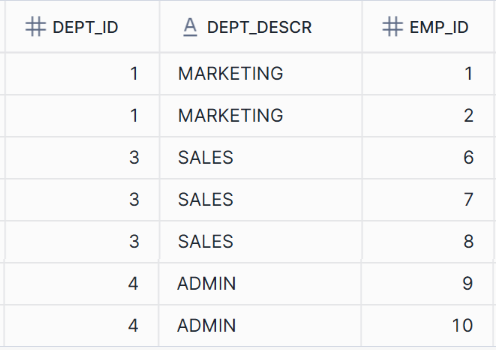 # DEPT_ID A DEPT_DESCR # EMP_ID
1 MARKETING 1
1 MARKETING 2
3 SALES 6
3 SALES 7
3 SALES 8
4 ADMIN 9
4 ADMIN 10